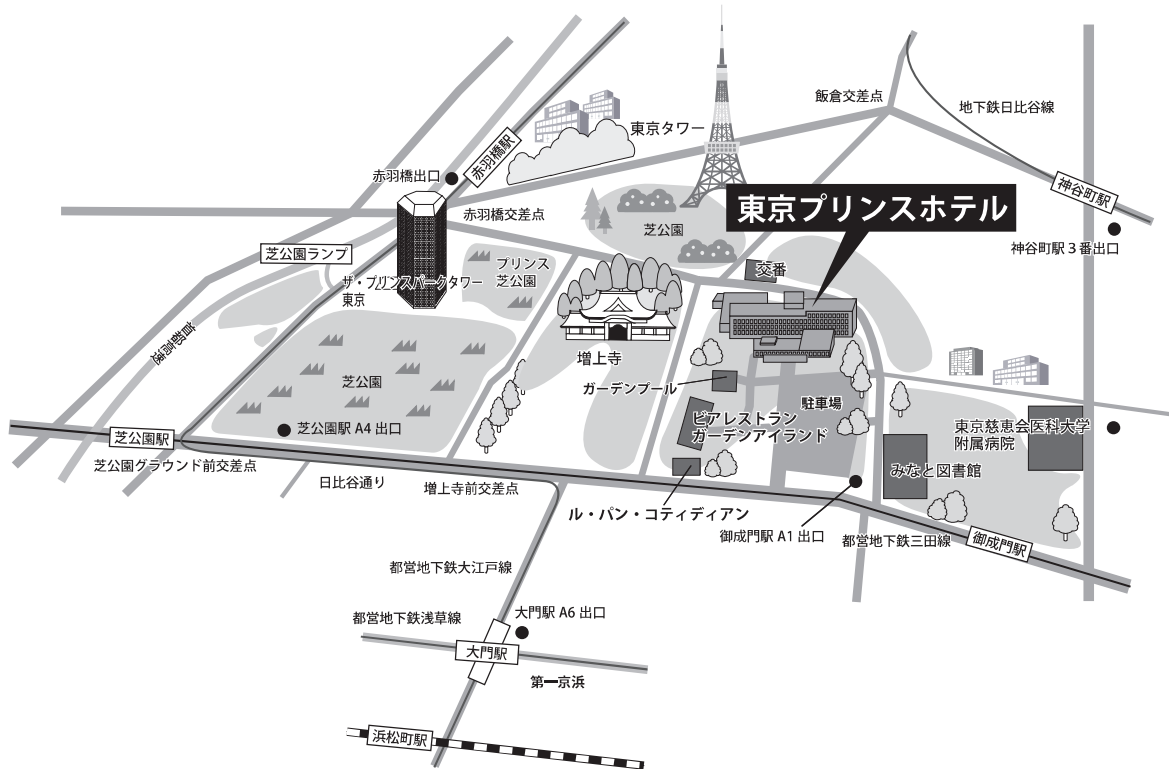 飯倉交差点
地下鉄日比谷線
東京タワー
赤羽橋駅
赤羽橋出口
神谷町駅
赤羽橋交差点
東京プリンスホテル
芝公園
神谷町駅3番出口
芝公園ランプ
プリンス
芝公園
交番
ザ・プリンスパークタワー
東京
首都高速
増上寺
ガーデンプール
芝公園
駐車場
ビアレストラン
ガーデンアイランド
東京慈恵会医科大学
附属病院
芝公園駅 A4 出口
芝公園駅
みなと図書館
芝公園グラウンド前交差点
日比谷通り
増上寺前交差点
ル・パン・コティディアン
御成門駅 A1 出口
都営地下鉄三田線
御成門駅
都営地下鉄大江戸線
都営地下鉄浅草線
大門駅 A6 出口
大門駅
第一京浜
浜松町駅